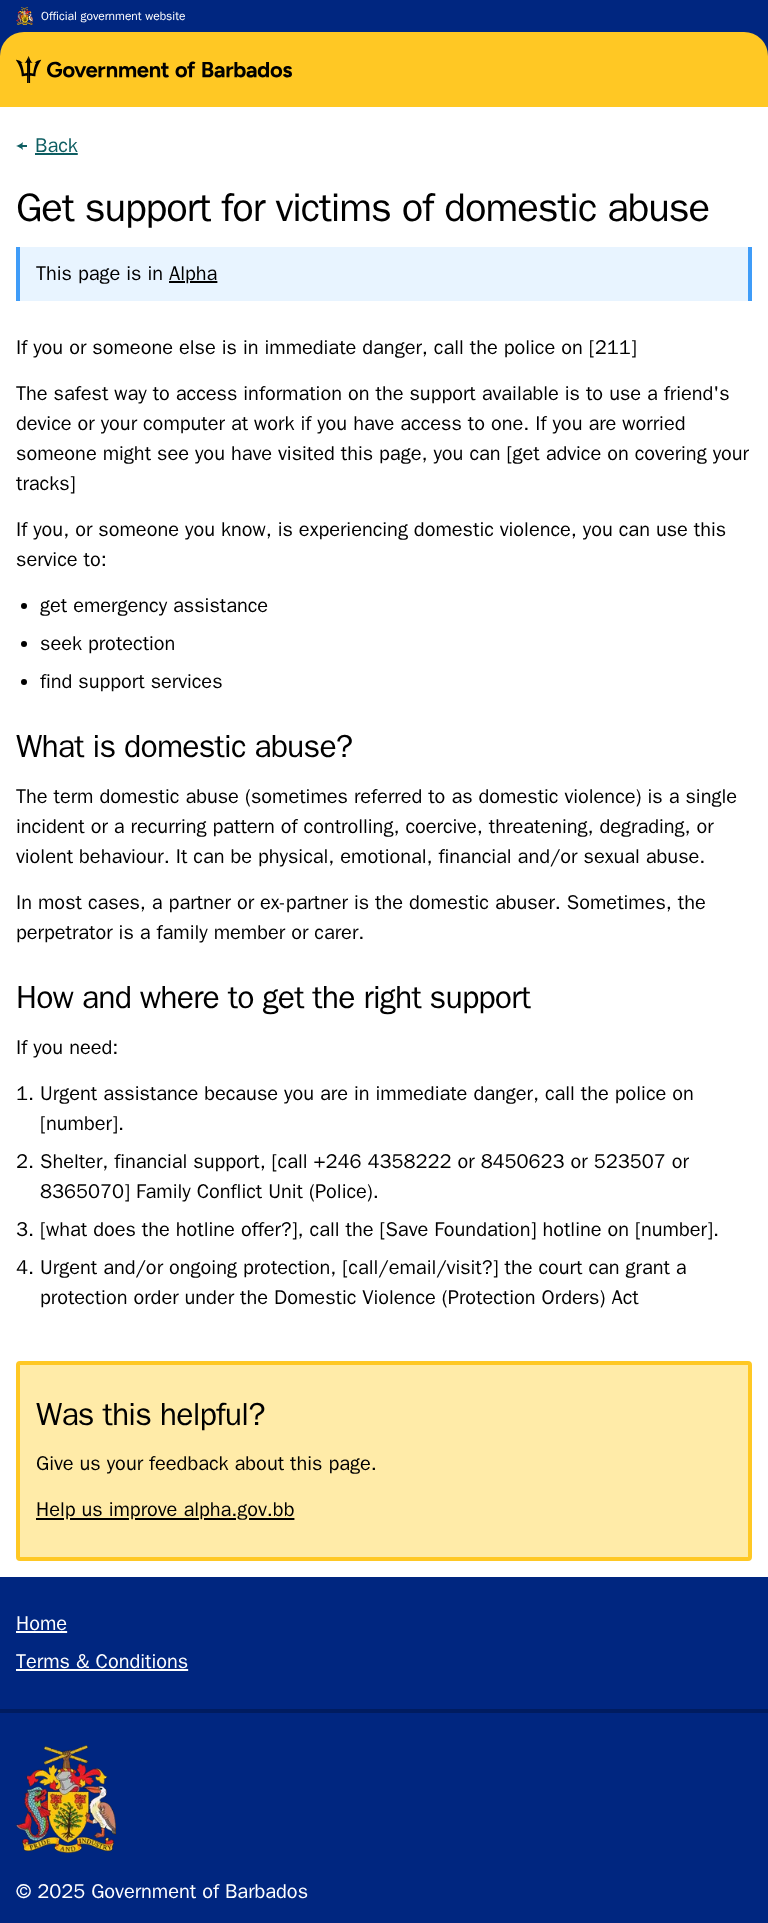 Official government website
Government of Barbados
Back
Get support for victims of domestic abuse
This page is in Alpha
If you or someone else is in immediate danger, call the police on [211]
The safest way to access information on the support available is to use a friend's
device or your computer at work if you have access to one. If you are worried
someone might see you have visited this page, you can [get advice on covering your
tracks]
If you, or someone you know, is experiencing domestic violence, you can use this
service to:
• get emergency assistance
• seek protection
• find support services
What is domestic abuse?
The term domestic abuse (sometimes referred to as domestic violence) is a single
incident or a recurring pattern of controlling, coercive, threatening, degrading, or
violent behaviour. It can be physical, emotional, financial and/or sexual abuse.
In most cases, a partner or ex-partner is the domestic abuser. Sometimes, the
perpetrator is a family member or carer.
How and where to get the right support
If you need:
1. Urgent assistance because you are in immediate danger, call the police on
[number].
2. Shelter, financial support, [call +246 4358222 or 8450623 or 523507 or
8365070] Family Conflict Unit (Police).
3. [what does the hotline offer?], call the [Save Foundation] hotline on [number].
4. Urgent and/or ongoing protection, [call/email/visit?] the court can grant a
protection order under the Domestic Violence (Protection Orders) Act
Was this helpful?
Give us your feedback about this page.
Help us improve alpha.gov.bb
Home
Terms & Conditions
PRIDE AND INDUSTRY
© 2025 Government of Barbados